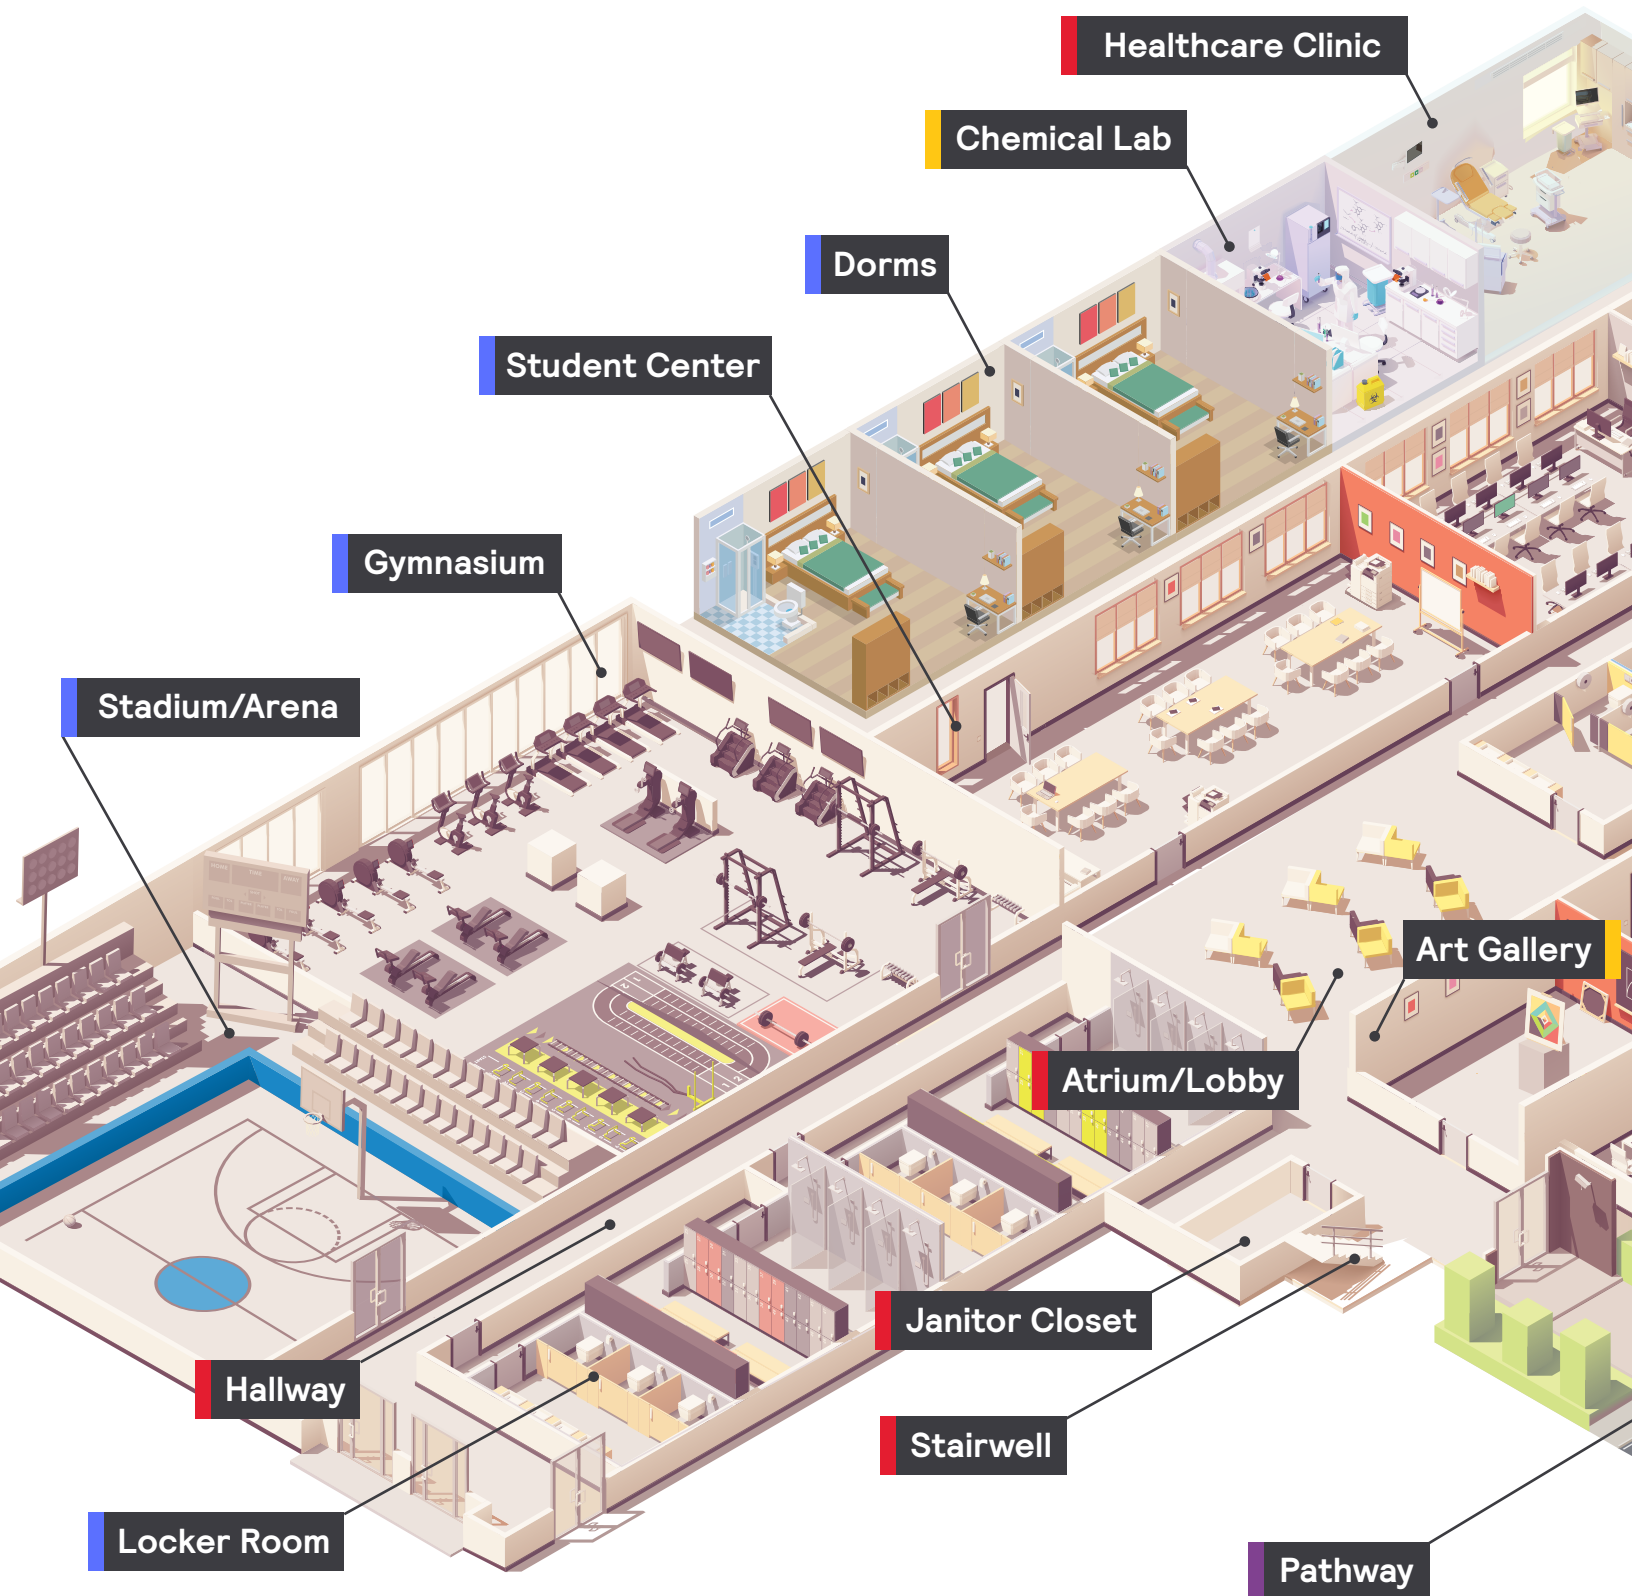 Healthcare Clinic
Chemical Lab
Dorms
Student Center
Gymnasium
Stadium/Arena
Art Gallery
Atrium/Lobby
Janitor Closet
Hallway
Stairwell
Locker Room
Pathway